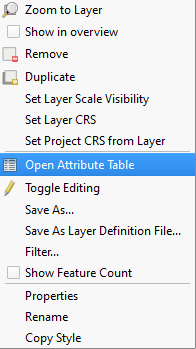 Zoom to Layer
Show in overview
Remove
Duplicate
Set Layer Scale Visibility
Set Layer CRS
Set Project CRS from Layer
Open Attribute Table
Toggle Editing
Save As...
Save As Layer Definition File...
Filter...
Show Feature Count
Properties
Rename
Copy Style